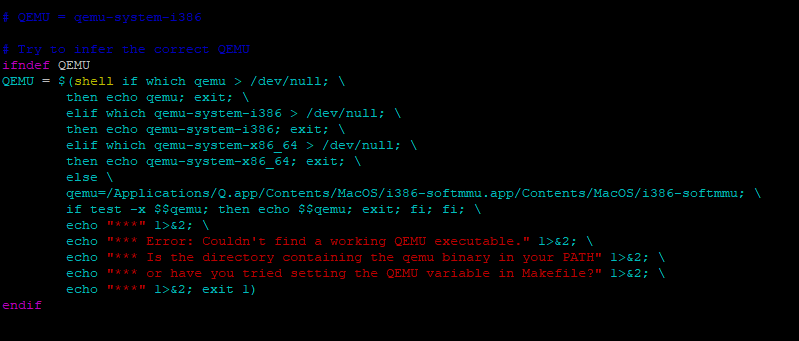 # QEMU = qemu-system-i386
# Try to infer the correct QEMU
ifndef QEMU
QEMU = $(shell if which qemu > /dev/null; \
then echo qemu; exit; \
elif which qemu-system-i386 > /dev/null; \
then echo qemu-system-i386; exit; \
elif which qemu-system-x86_64 > /dev/null; \
then echo qemu-system-x86_64; exit; \
else \
qemu=/Applications/Q.app/Contents/MacOS/i386-softmmu.app/Contents/MacOS/i386-softmmu; \
if test -x $$qemu; then echo $$qemu; exit; fi; fi; \
echo "***" 1>&2; \
echo "*** Error: Couldn't find a working QEMU executable." 1>&2; \
echo "*** Is the directory containing the qemu binary in your PATH" 1>&2; \
echo "*** or have you tried setting the QEMU variable in Makefile?" 1>&2; \
echo "***" 1>&2; exit 1)
endif